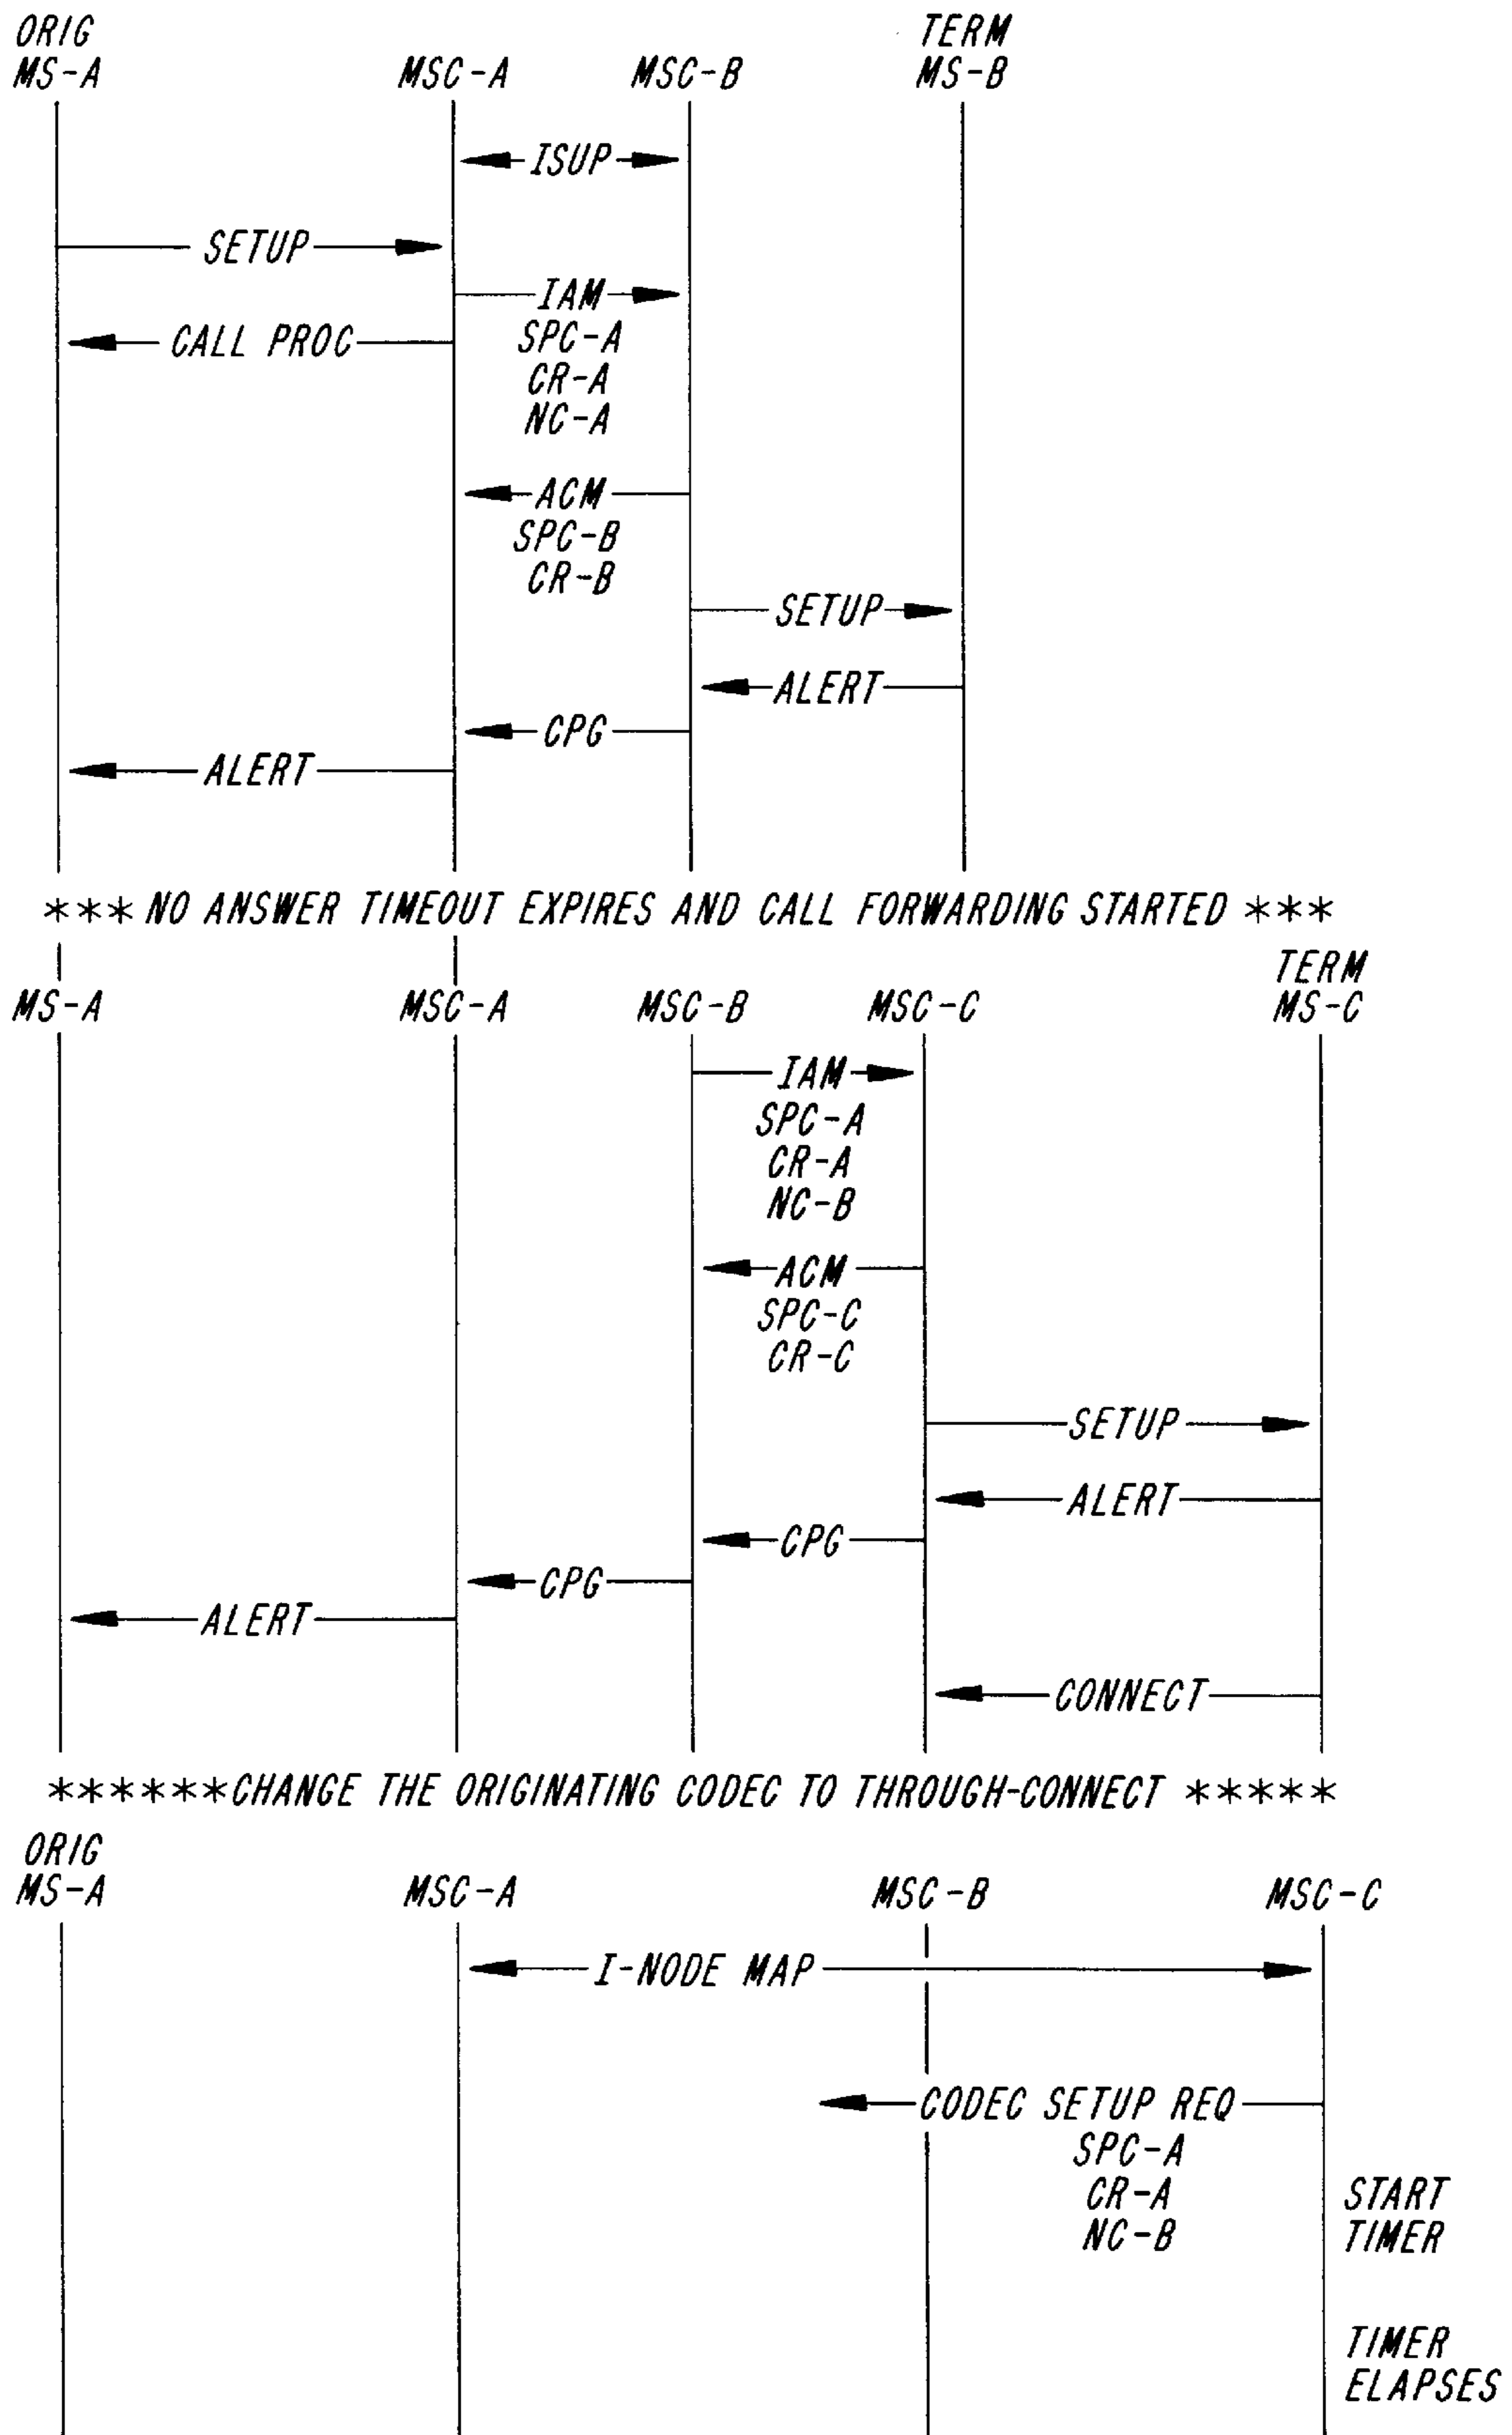 ORIG
MS-A
MSC-A
MSC-B
TERM
MS-B
ISUP
SETUP
IAM
SPC-A
CR-A
NC-A
CALL PROC
ACM
SPC-B
CR-B
SETUP
ALERT
CPG
ALERT
*** NO ANSWER TIMEOUT EXPIRES AND CALL FORWARDING STARTED ***
MS-A
MSC-A
MSC-B
MSC-C
TERM
MS-C
IAM
SPC-A
CR-A
NC-B
ACM
SPC-C
CR-C
SETUP
ALERT
CPG
CPG
ALERT
CONNECT
******CHANGE THE ORIGINATING CODEC TO THROUGH-CONNECT *****
ORIG
MS-A
MSC-A
MSC-B
MSC-C
I-NODE MAP
CODEC SETUP REQ
SPC-A
CR-A
NC-B
START
TIMER
TIMER
ELAPSES